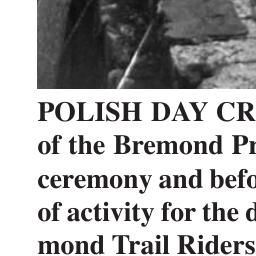 POLISH DAY CR
of the Bremond Pr
ceremony and befo
of activity for the d
mond Trail Riders